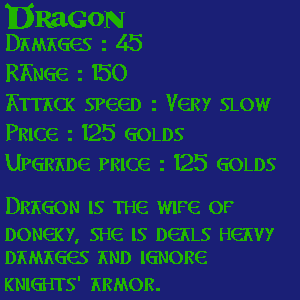 Dragon
Damages : 45
Range : 150
Attack speed : Very slow
Price : 125 golds
Upgrade price : 125 golds
Dragon is the wife of
doneky, she is deals heavy
damages and ignore
knights' armor.